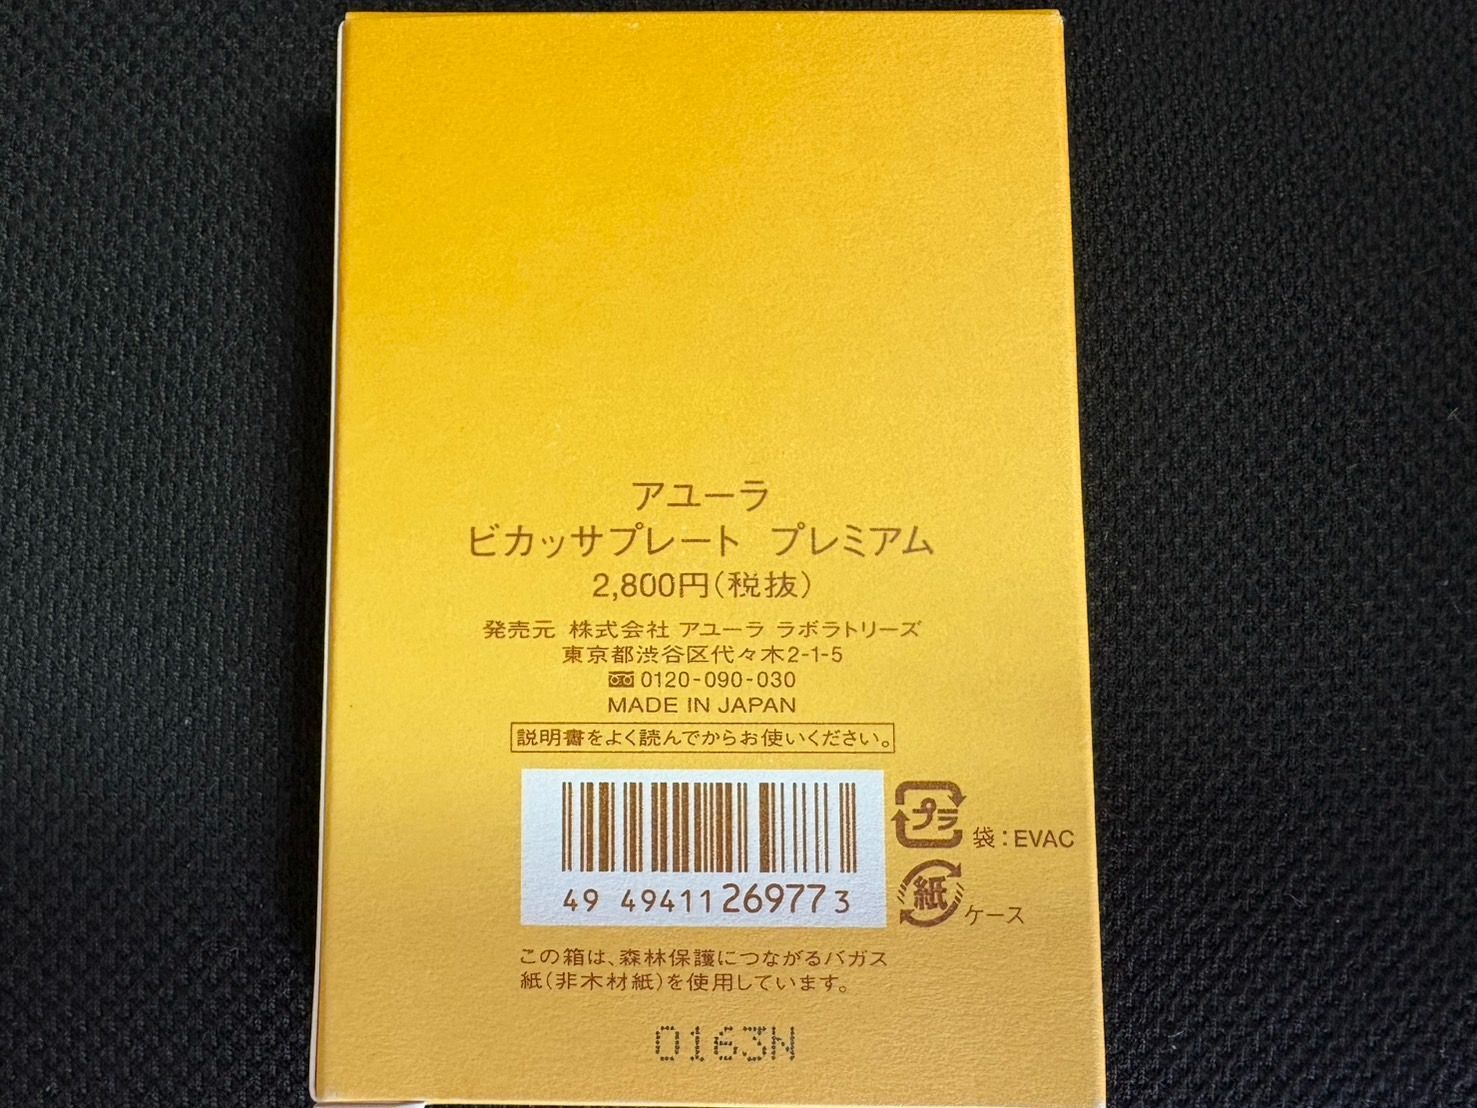 アユーラ
ビカッサプレート プレミアム
2,800円(税抜)
発売元 株式会社 アユーラ ラボラトリーズ
東京都渋谷区代々木2-1-5
0120-090-030
MADE IN JAPAN
説明書をよく読んでからお使いください。
プラ 袋:EVAC
49 49411 26977 3
紙 ケース
この箱は、森林保護につながるバガス
紙(非木材紙)を使用しています。
0163N